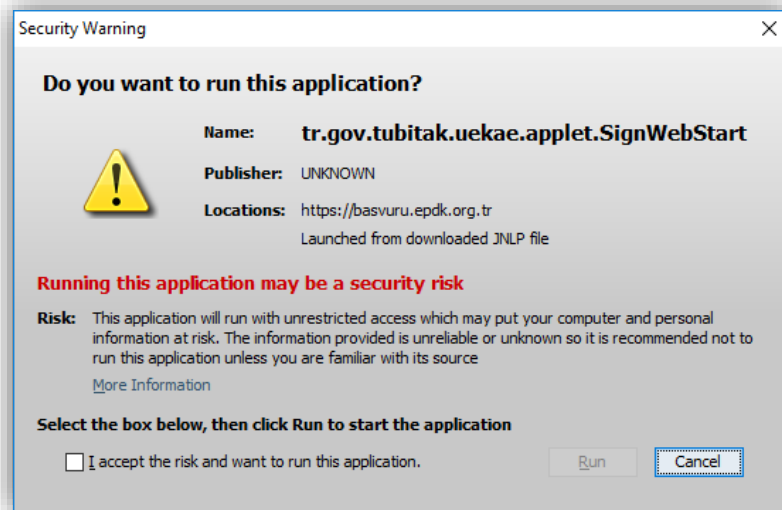 Security Warning
Do you want to run this application?
Name: tr.gov.tubitak.uekae.applet.SignWebStart
Publisher: UNKNOWN
Locations: https://basvuru.epdk.org.tr
Launched from downloaded JNLP file
Running this application may be a security risk
Risk: This application will run with unrestricted access which may put your computer and personal
information at risk. The information provided is unreliable or unknown so it is recommended not to
run this application unless you are familiar with its source
More Information
Select the box below, then click Run to start the application
I accept the risk and want to run this application. Run Cancel